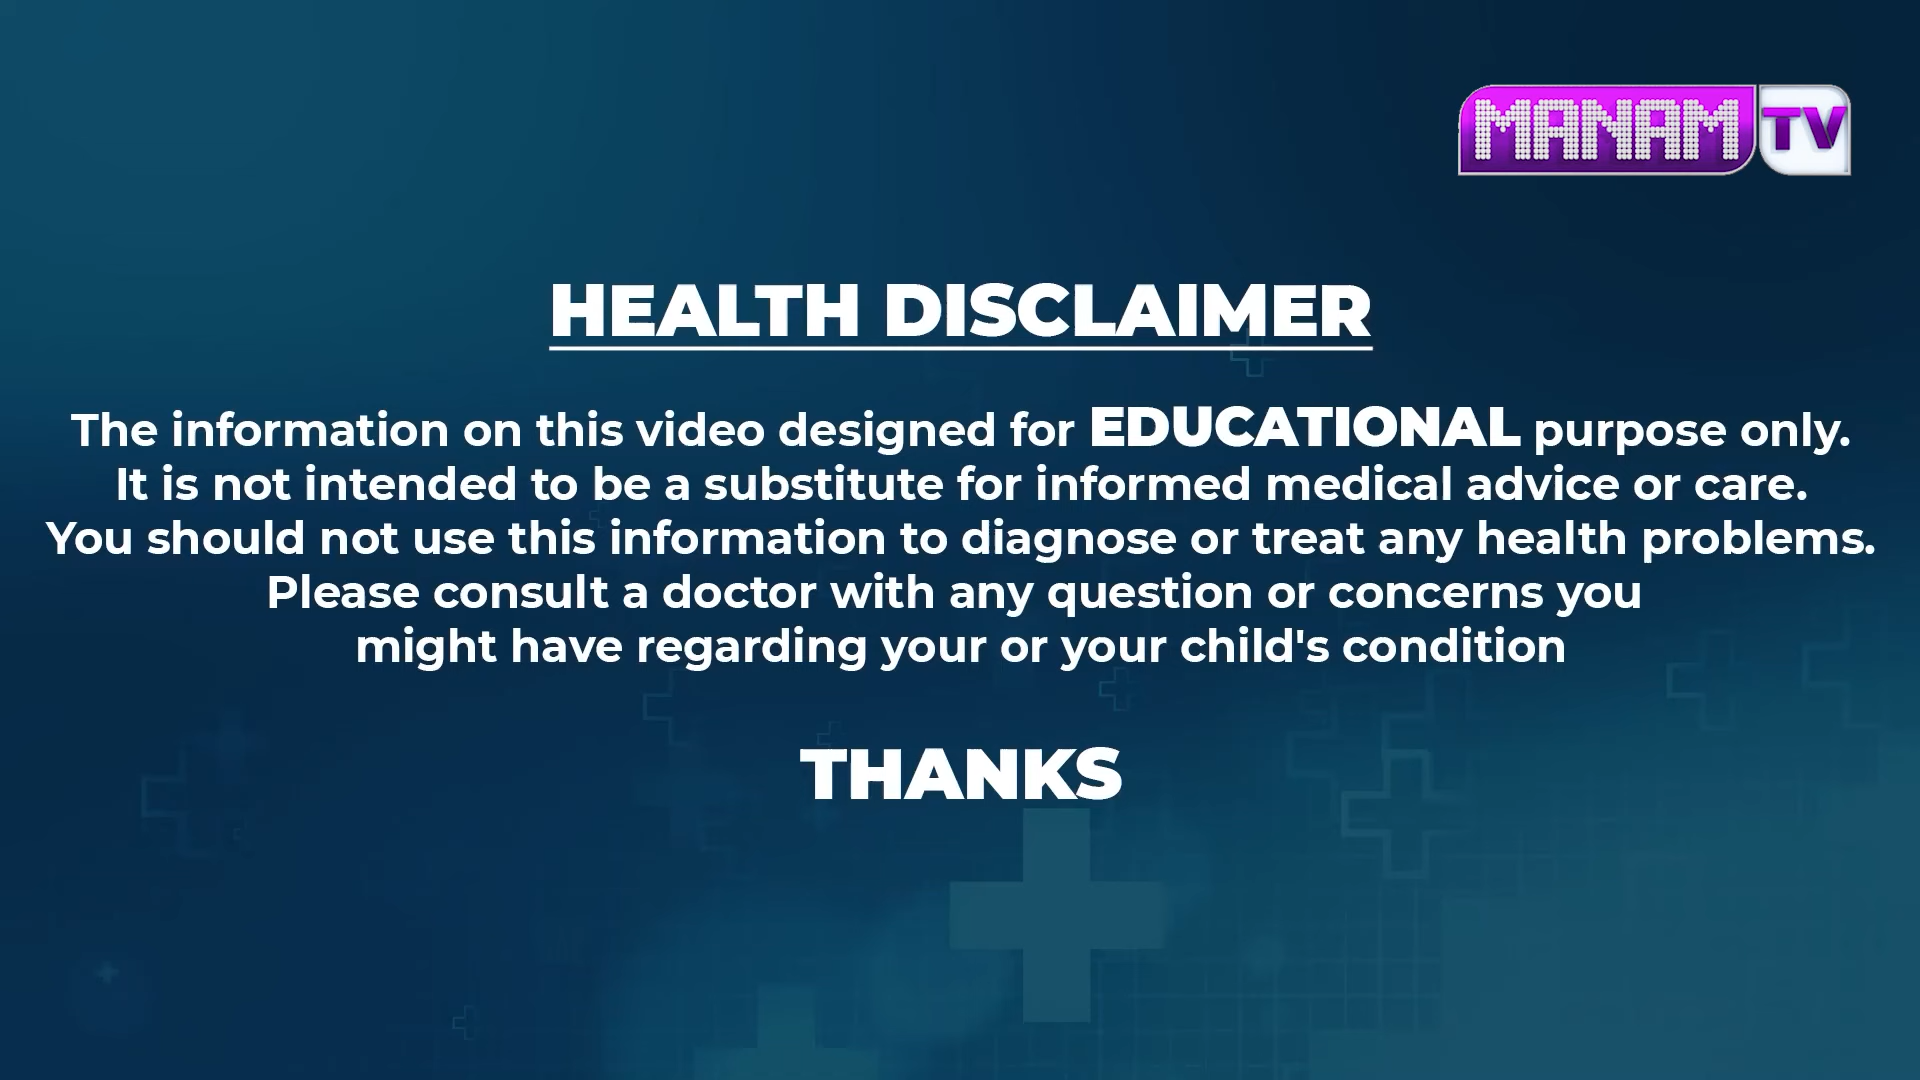 MANAM TV
HEALTH DISCLAIMER
The information on this video designed for EDUCATIONAL purpose only.
It is not intended to be a substitute for informed medical advice or care.
You should not use this information to diagnose or treat any health problems.
Please consult a doctor with any question or concerns you
might have regarding your or your child's condition
THANKS